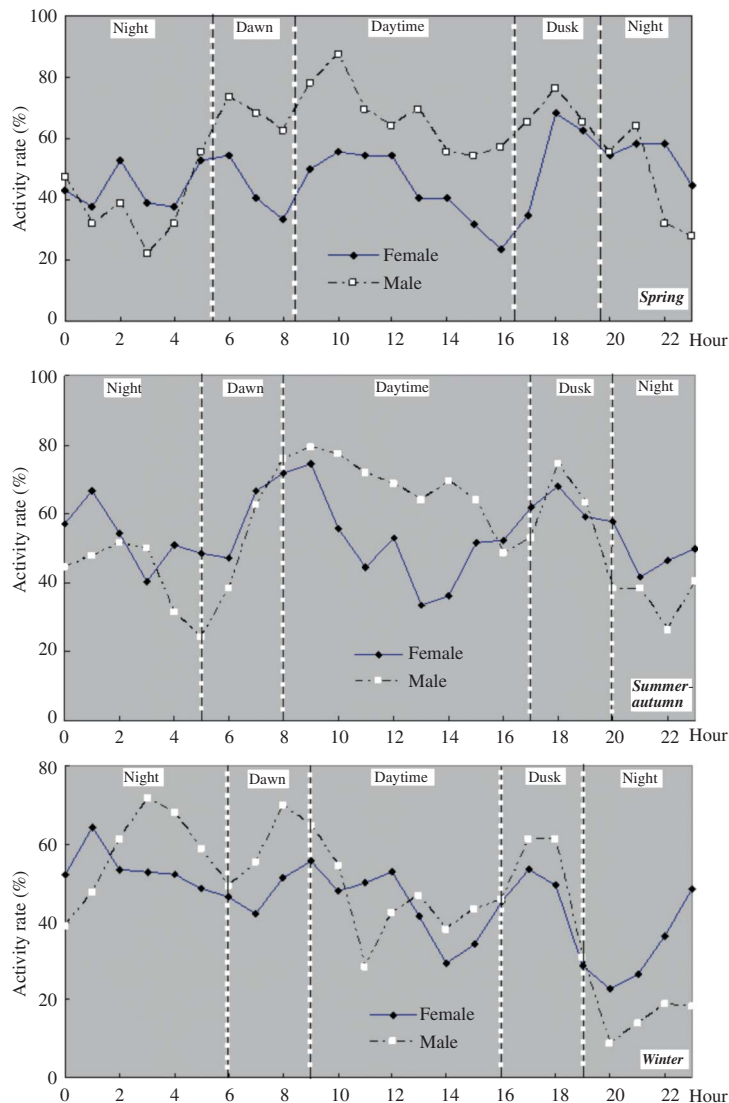 100
80
60
40
20
0
Activity rate (%)
Night
Dawn
Daytime
Dusk
Night
Female
Male
Spring
0 2 4 6 8 10 12 14 16 18 20 22 Hour
100
80
60
40
20
0
Activity rate (%)
Night
Dawn
Daytime
Dusk
Night
Female
Male
Summer-
autumn
0 2 4 6 8 10 12 14 16 18 20 22 Hour
80
60
40
20
0
Activity rate (%)
Night
Dawn
Daytime
Dusk
Night
Female
Male
Winter
0 2 4 6 8 10 12 14 16 18 20 22 Hour